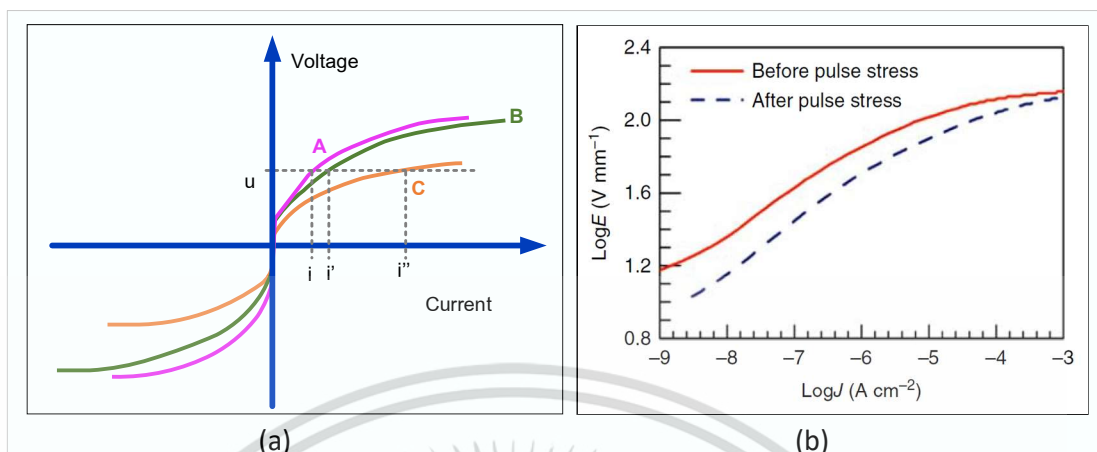 Voltage
A
B
u
C
i
i’
i’’
Current
(a)
2.4
2.0
1.6
1.2
0.8
LogE (V mm⁻¹)
Before pulse stress
After pulse stress
–9
–8
–7
–6
–5
–4
–3
LogJ (A cm⁻²)
(b)